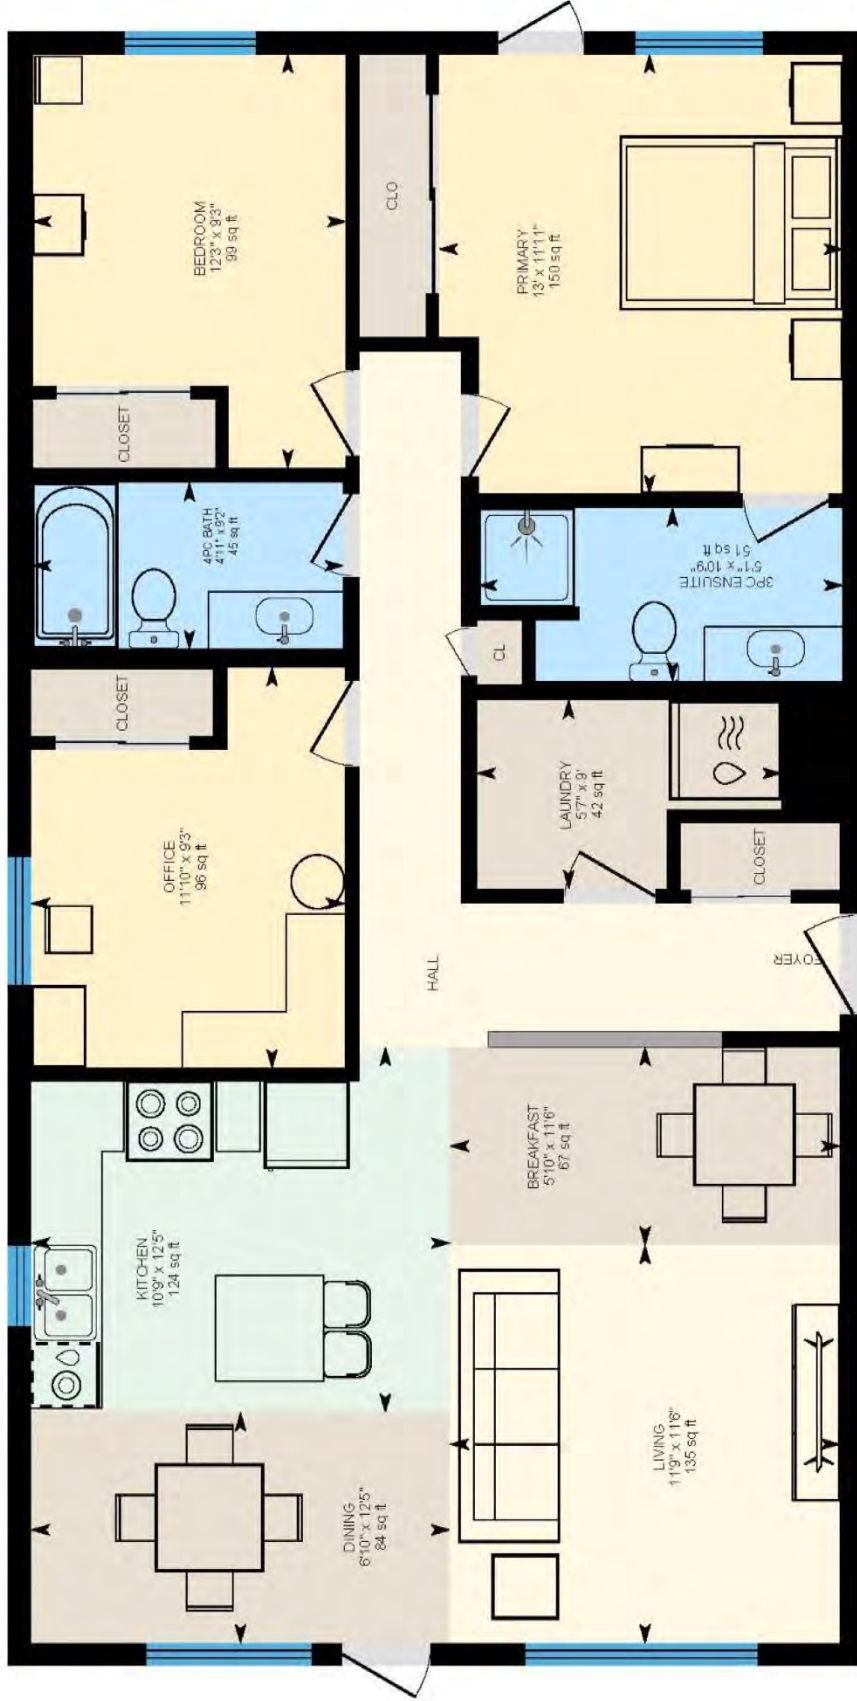 BEDROOM
12'3" x 9'3"
99 sq ft
CLO
PRIMARY
13' x 11'11"
150 sq ft
CLOSET
4PC BATH
4'11" x 9'2"
45 sq ft
3PC ENSUITE
5'1" x 10'9"
51 sq ft
CL
CLOSET
OFFICE
11'10" x 9'3"
96 sq ft
LAUNDRY
5'7" x 9'
42 sq ft
CLOSET
HALL
FOYER
KITCHEN
10'9" x 12'5"
124 sq ft
BREAKFAST
5'10" x 11'6"
67 sq ft
DINING
6'10" x 12'5"
84 sq ft
LIVING
11'9" x 11'6"
135 sq ft